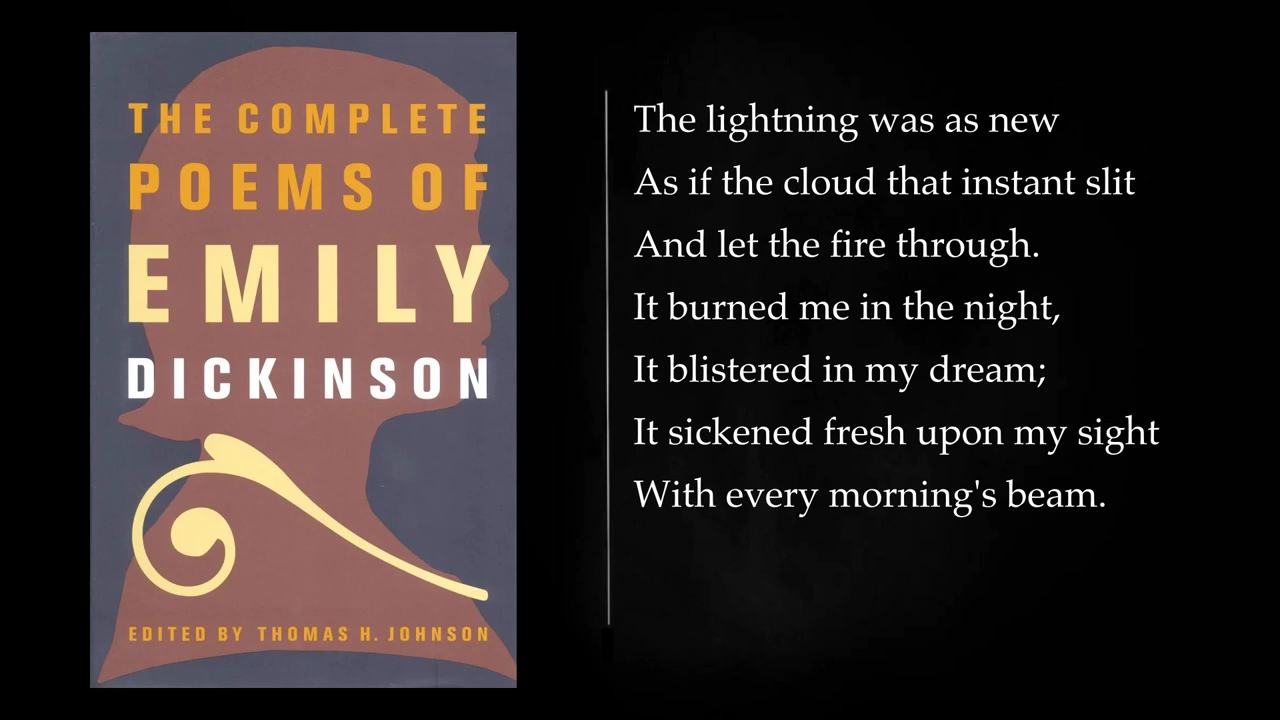 THE COMPLETE
POEMS OF
EMILY
DICKINSON
EDITED BY THOMAS H. JOHNSON
The lightning was as new
As if the cloud that instant slit
And let the fire through.
It burned me in the night,
It blistered in my dream;
It sickened fresh upon my sight
With every morning's beam.